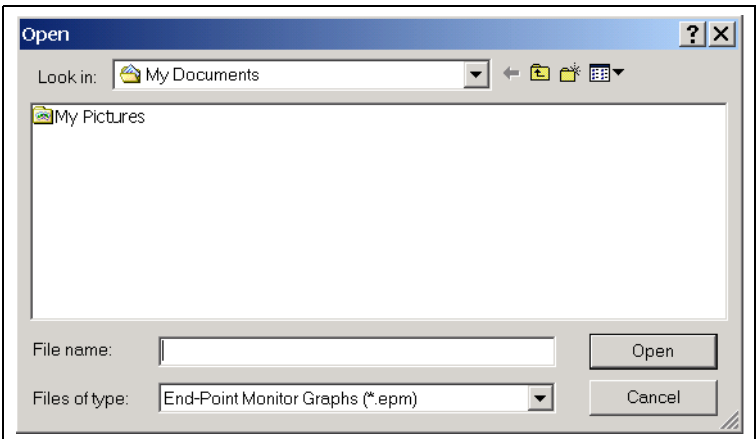 Open
Look in: My Documents
My Pictures
File name:
Open
Files of type: End-Point Monitor Graphs (*.epm)
Cancel